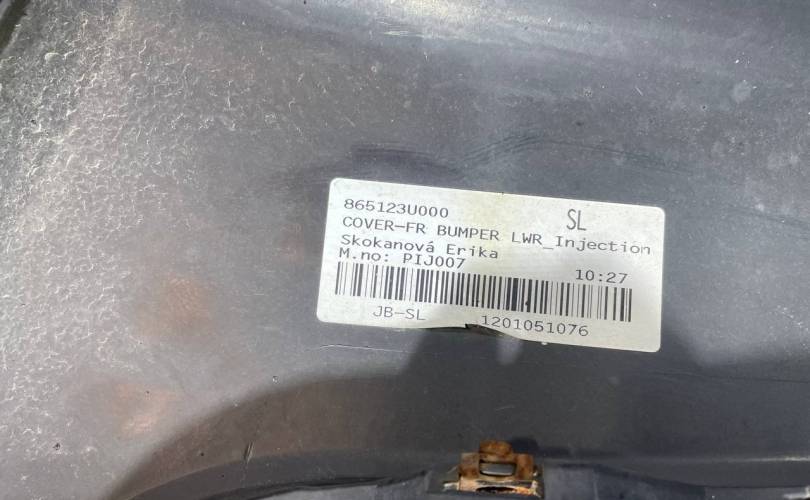 865123U000 SL
COVER-FR BUMPER LWR_Injection
Skokanová Erika
M.no: PIJ007 10:27
JB-SL 1201051076